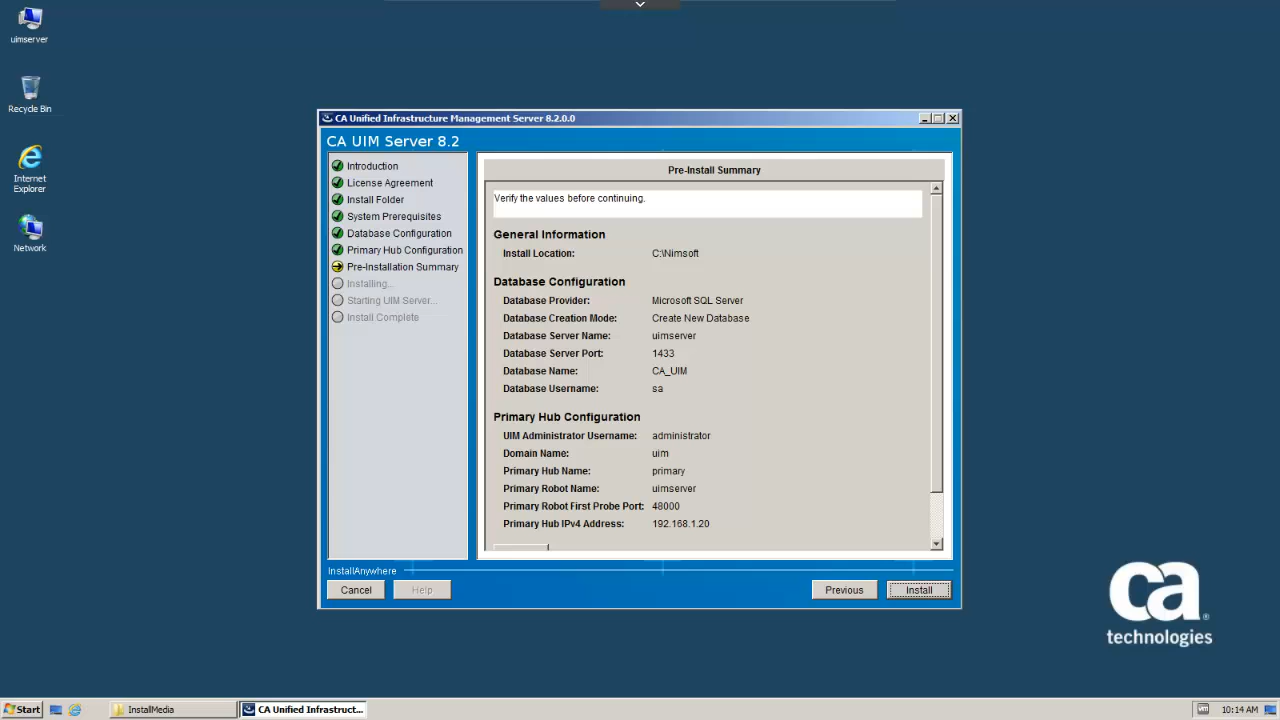 uimserver
Recycle Bin
Internet
Explorer
Network
CA Unified Infrastructure Management Server 8.2.0.0
CA UIM Server 8.2
Introduction
License Agreement
Install Folder
System Prerequisites
Database Configuration
Primary Hub Configuration
Pre-Installation Summary
Installing...
Starting UIM Server...
Install Complete
Pre-Install Summary
Verify the values before continuing.
General Information
Install Location: C:\Nimsoft
Database Configuration
Database Provider: Microsoft SQL Server
Database Creation Mode: Create New Database
Database Server Name: uimserver
Database Server Port: 1433
Database Name: CA_UIM
Database Username: sa
Primary Hub Configuration
UIM Administrator Username: administrator
Domain Name: uim
Primary Hub Name: primary
Primary Robot Name: uimserver
Primary Robot First Probe Port: 48000
Primary Hub IPv4 Address: 192.168.1.20
InstallAnywhere
Cancel Help Previous Install
ca
technologies
Start InstallMedia CA Unified Infrastruct... 10:14 AM